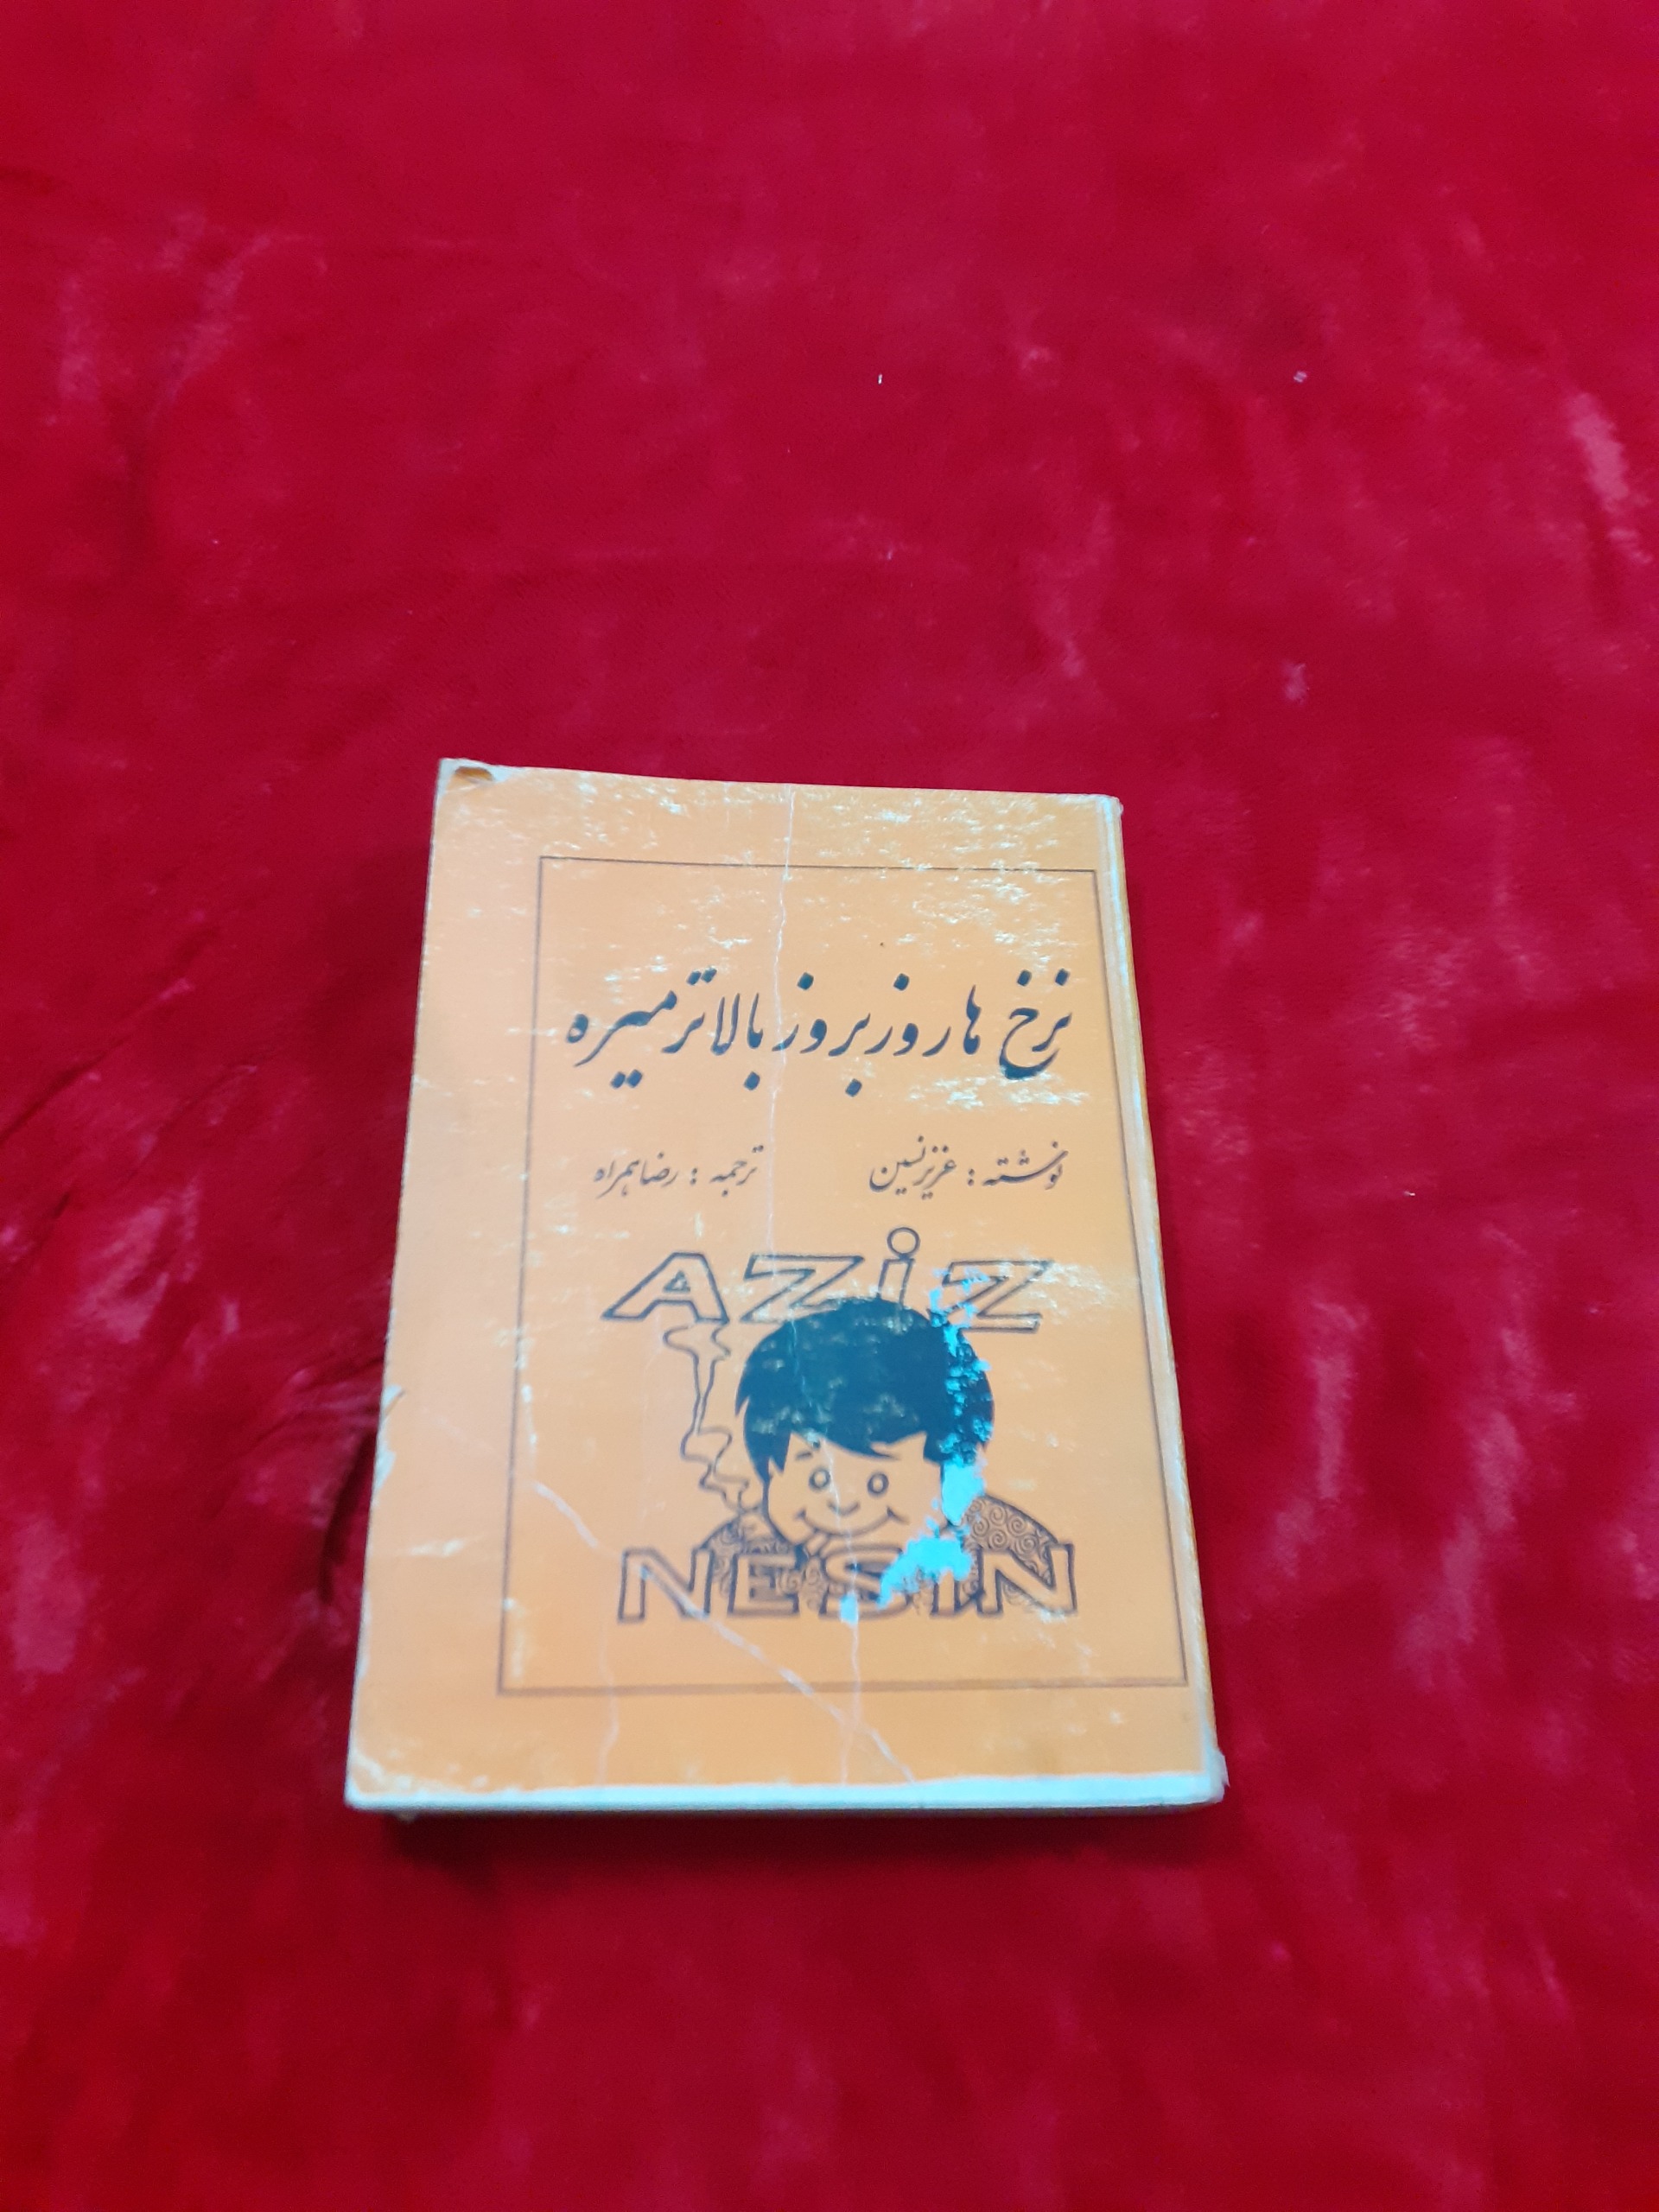 نرخ ها روز بروز بالاتر میره
نوشته : عزیز نسین ترجمه : رضا همراه
AZiZ
NESIN